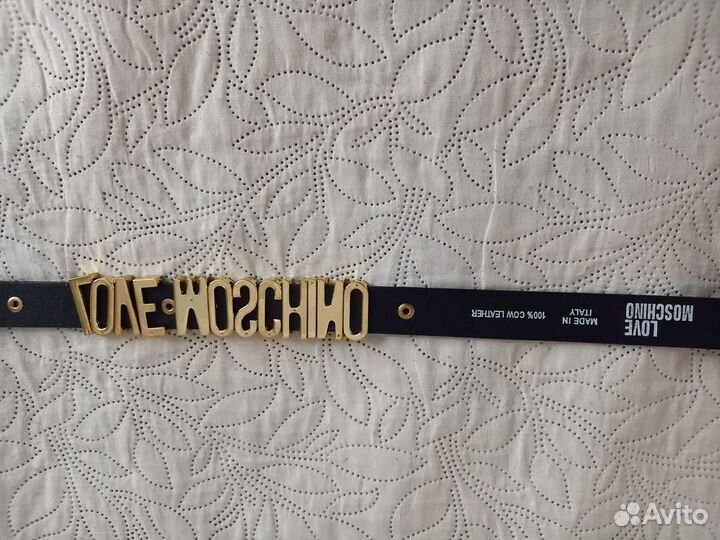 LOVE MOSCHINO
100% COW LEATHER
MADE IN
ITALY
LOVE
MOSCHINO
Avito